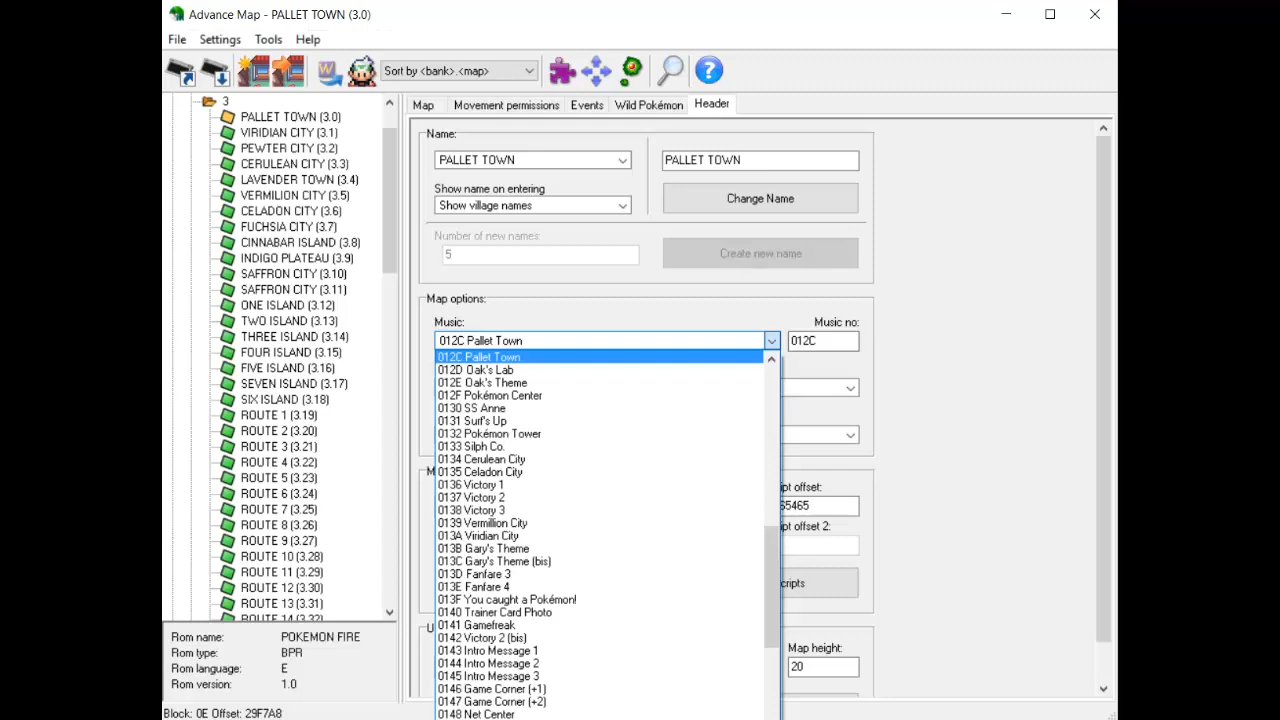 Advance Map - PALLET TOWN (3.0)
File Settings Tools Help
Sort by <bank>.<map>
3
PALLET TOWN (3.0)
VIRIDIAN CITY (3.1)
PEWTER CITY (3.2)
CERULEAN CITY (3.3)
LAVENDER TOWN (3.4)
VERMILION CITY (3.5)
CELADON CITY (3.6)
FUCHSIA CITY (3.7)
CINNABAR ISLAND (3.8)
INDIGO PLATEAU (3.9)
SAFFRON CITY (3.10)
SAFFRON CITY (3.11)
ONE ISLAND (3.12)
TWO ISLAND (3.13)
THREE ISLAND (3.14)
FOUR ISLAND (3.15)
FIVE ISLAND (3.16)
SEVEN ISLAND (3.17)
SIX ISLAND (3.18)
ROUTE 1 (3.19)
ROUTE 2 (3.20)
ROUTE 3 (3.21)
ROUTE 4 (3.22)
ROUTE 5 (3.23)
ROUTE 6 (3.24)
ROUTE 7 (3.25)
ROUTE 8 (3.26)
ROUTE 9 (3.27)
ROUTE 10 (3.28)
ROUTE 11 (3.29)
ROUTE 12 (3.30)
ROUTE 13 (3.31)
ROUTE 14 (3.32)
Rom name: POKEMON FIRE
Rom type: BPR
Rom language: E
Rom version: 1.0
Block: 0E Offset: 29F7A8
Map Movement permissions Events Wild Pokémon Header
Name:
PALLET TOWN PALLET TOWN
Show name on entering
Show village names Change Name
Number of new names:
5 Create new name
Map options:
Music: Music no:
012C Pallet Town 012C
012C Pallet Town
012D Oak's Lab
012E Oak's Theme
012F Pokémon Center
0130 SS Anne
0131 Surf's Up
0132 Pokémon Tower
0133 Silph Co.
0134 Cerulean City
0135 Celadon City
0136 Victory 1
0137 Victory 2
0138 Victory 3
0139 Vermillion City
013A Viridian City
013B Gary's Theme
013C Gary's Theme (bis)
013D Fanfare 3
013E Fanfare 4
013F You caught a Pokémon!
0140 Trainer Card Photo
0141 Gamefreak
0142 Victory 2 (bis)
0143 Intro Message 1
0144 Intro Message 2
0145 Intro Message 3
0146 Game Corner (+1)
0147 Game Corner (+2)
0148 Net Center
ipt offset:
65465
ipt offset 2:
cripts
Map height:
20